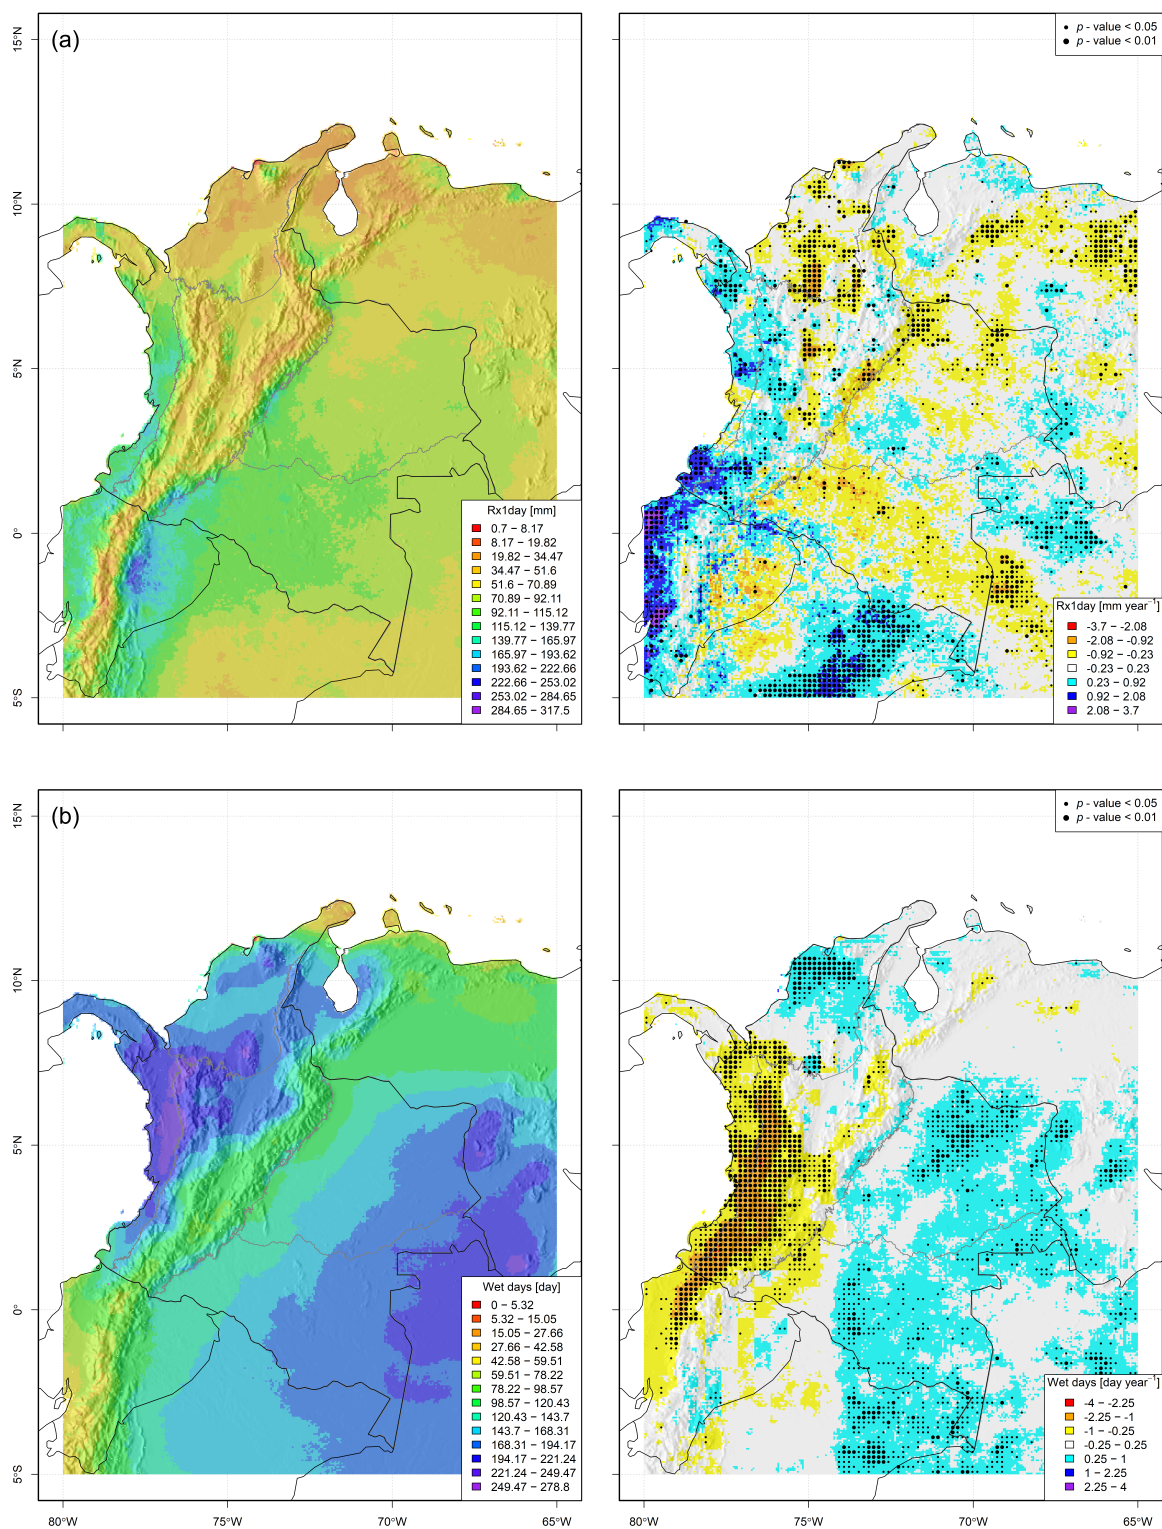 (a)
15°N
10°N
5°N
0°
5°S
Rx1day [mm]
0.7 − 8.17
8.17 − 19.82
19.82 − 34.47
34.47 − 51.6
51.6 − 70.89
70.89 − 92.11
92.11 − 115.12
115.12 − 139.77
139.77 − 165.97
165.97 − 193.62
193.62 − 222.66
222.66 − 253.02
253.02 − 284.65
284.65 − 317.5
p - value < 0.05
p - value < 0.01
Rx1day [mm year⁻¹]
-3.7 − -2.08
-2.08 − -0.92
-0.92 − -0.23
-0.23 − 0.23
0.23 − 0.92
0.92 − 2.08
2.08 − 3.7
(b)
15°N
10°N
5°N
0°
5°S
Wet days [day]
0 − 5.32
5.32 − 15.05
15.05 − 27.66
27.66 − 42.58
42.58 − 59.51
59.51 − 78.22
78.22 − 98.57
98.57 − 120.43
120.43 − 143.7
143.7 − 168.31
168.31 − 194.17
194.17 − 221.24
221.24 − 249.47
249.47 − 278.8
80°W 75°W 70°W 65°W
p - value < 0.05
p - value < 0.01
Wet days [day year⁻¹]
-4 − -2.25
-2.25 − -1
-1 − -0.25
-0.25 − 0.25
0.25 − 1
1 − 2.25
2.25 − 4
80°W 75°W 70°W 65°W